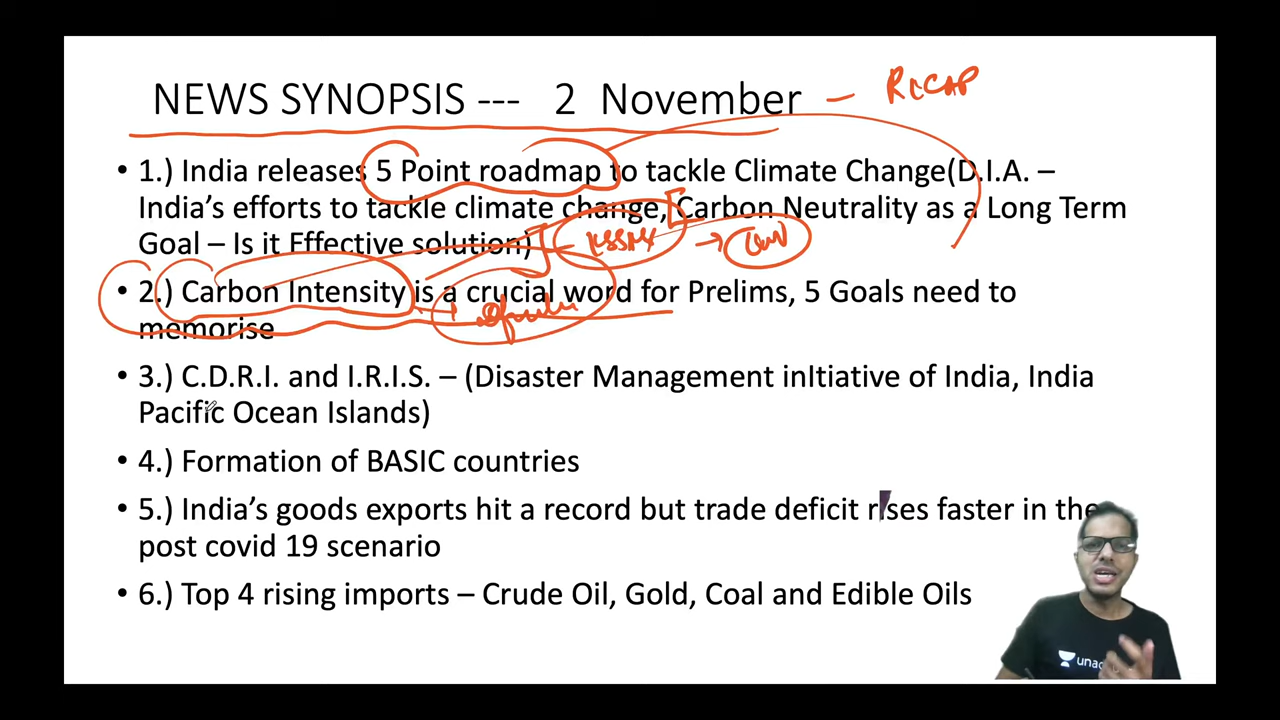 NEWS SYNOPSIS --- 2 November – RECAP
• 1.) India releases 5 Point roadmap to tackle Climate Change(D.I.A. –
India's efforts to tackle climate change, Carbon Neutrality as a Long Term
Goal – Is it Effective solution) ESSAY →
• 2.) Carbon Intensity is a crucial word for Prelims, 5 Goals need to
memorise
• 3.) C.D.R.I. and I.R.I.S. – (Disaster Management inItiative of India, India
Pacific Ocean Islands)
• 4.) Formation of BASIC countries
• 5.) India's goods exports hit a record but trade deficit rises faster in the
post covid 19 scenario
• 6.) Top 4 rising imports – Crude Oil, Gold, Coal and Edible Oils